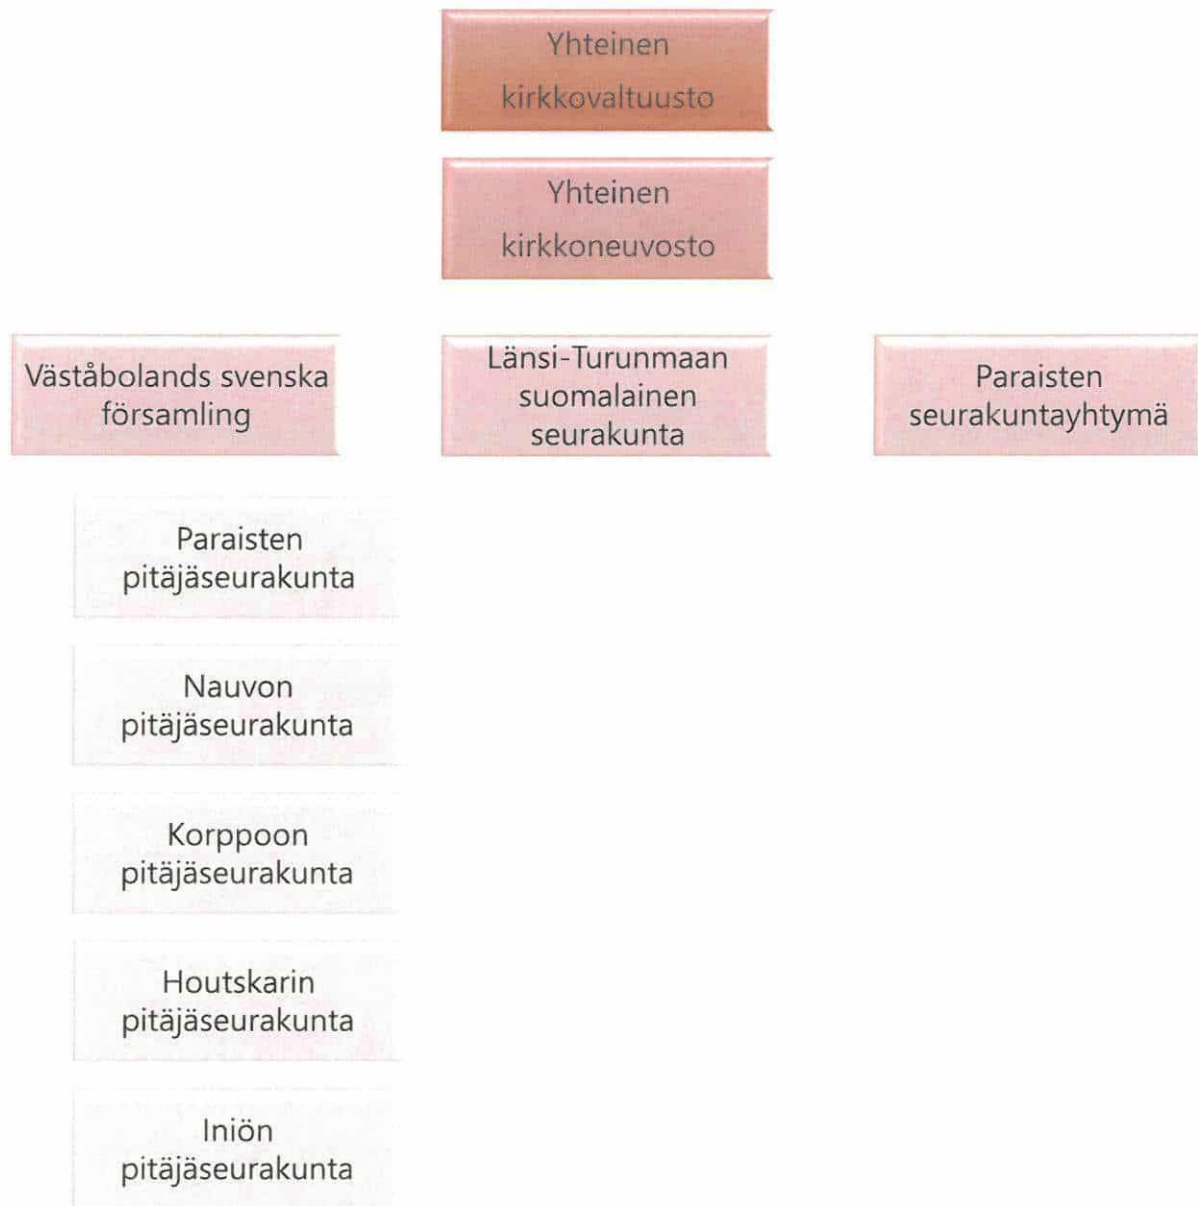 Yhteinen
kirkkovaltuusto
Yhteinen
kirkkoneuvosto
Väståbolands svenska
församling
Länsi-Turunmaan
suomalainen
seurakunta
Paraisten
seurakuntayhtymä
Paraisten
pitäjäseurakunta
Nauvon
pitäjäseurakunta
Korppoon
pitäjäseurakunta
Houtskarin
pitäjäseurakunta
Iniön
pitäjäseurakunta